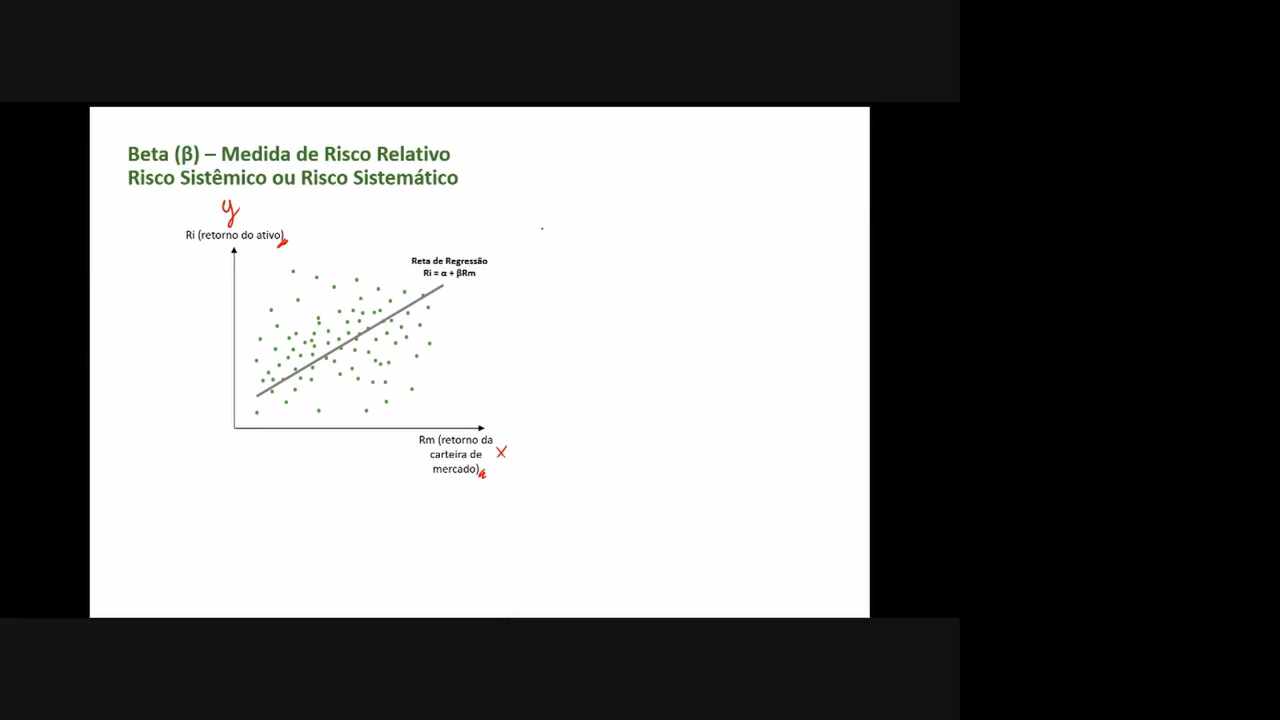 Beta (β) – Medida de Risco Relativo
Risco Sistêmico ou Risco Sistemático
y
Ri (retorno do ativo)
Reta de Regressão
Ri = α + βRm
Rm (retorno da
carteira de
mercado)
x